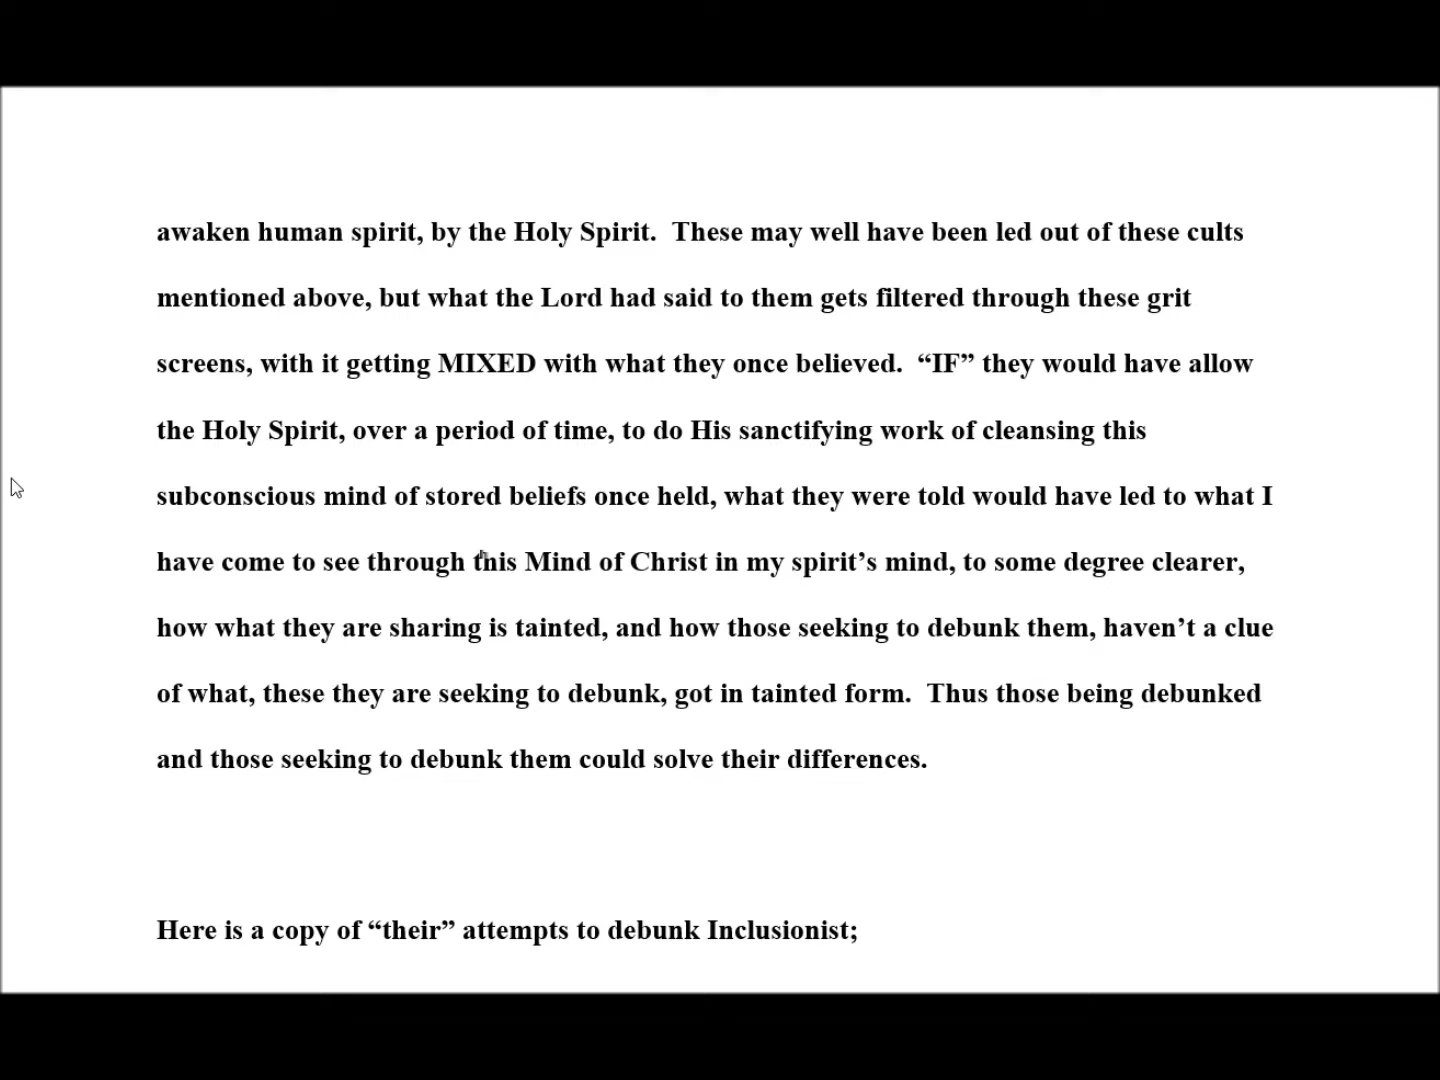 awaken human spirit, by the Holy Spirit.  These may well have been led out of these cults
mentioned above, but what the Lord had said to them gets filtered through these grit
screens, with it getting MIXED with what they once believed.  “IF” they would have allow
the Holy Spirit, over a period of time, to do His sanctifying work of cleansing this
subconscious mind of stored beliefs once held, what they were told would have led to what I
have come to see through this Mind of Christ in my spirit’s mind, to some degree clearer,
how what they are sharing is tainted, and how those seeking to debunk them, haven’t a clue
of what, these they are seeking to debunk, got in tainted form.  Thus those being debunked
and those seeking to debunk them could solve their differences.
Here is a copy of “their” attempts to debunk Inclusionist;